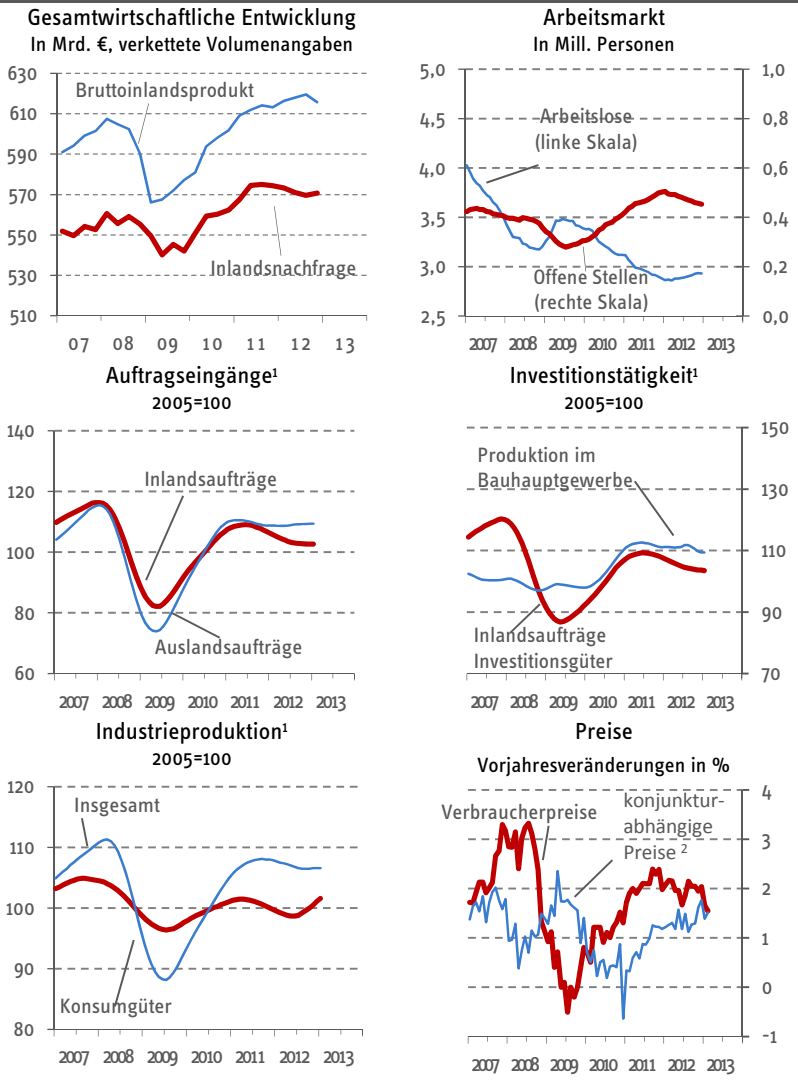 Gesamtwirtschaftliche Entwicklung
In Mrd. €, verkettete Volumenangaben
630
610
590
570
550
530
510
Bruttoinlandsprodukt
Inlandsnachfrage
07 08 09 10 11 12 13
Arbeitsmarkt
In Mill. Personen
5,0
4,5
4,0
3,5
3,0
2,5
1,0
0,8
0,6
0,4
0,2
0,0
Arbeitslose
(linke Skala)
Offene Stellen
(rechte Skala)
2007 2008 2009 2010 2011 2012 2013
Auftragseingänge¹
2005=100
140
120
100
80
60
Inlandsaufträge
Auslandsaufträge
2007 2008 2009 2010 2011 2012 2013
Investitionstätigkeit¹
2005=100
150
130
110
90
70
Produktion im
Bauhauptgewerbe
Inlandsaufträge
Investitionsgüter
2007 2008 2009 2010 2011 2012 2013
Industrieproduktion¹
2005=100
120
110
100
90
80
Insgesamt
Konsumgüter
2007 2008 2009 2010 2011 2012 2013
Preise
Vorjahresveränderungen in %
4
3
2
1
0
-1
Verbraucherpreise
konjunktur-
abhängige
Preise ²
2007 2008 2009 2010 2011 2012 2013